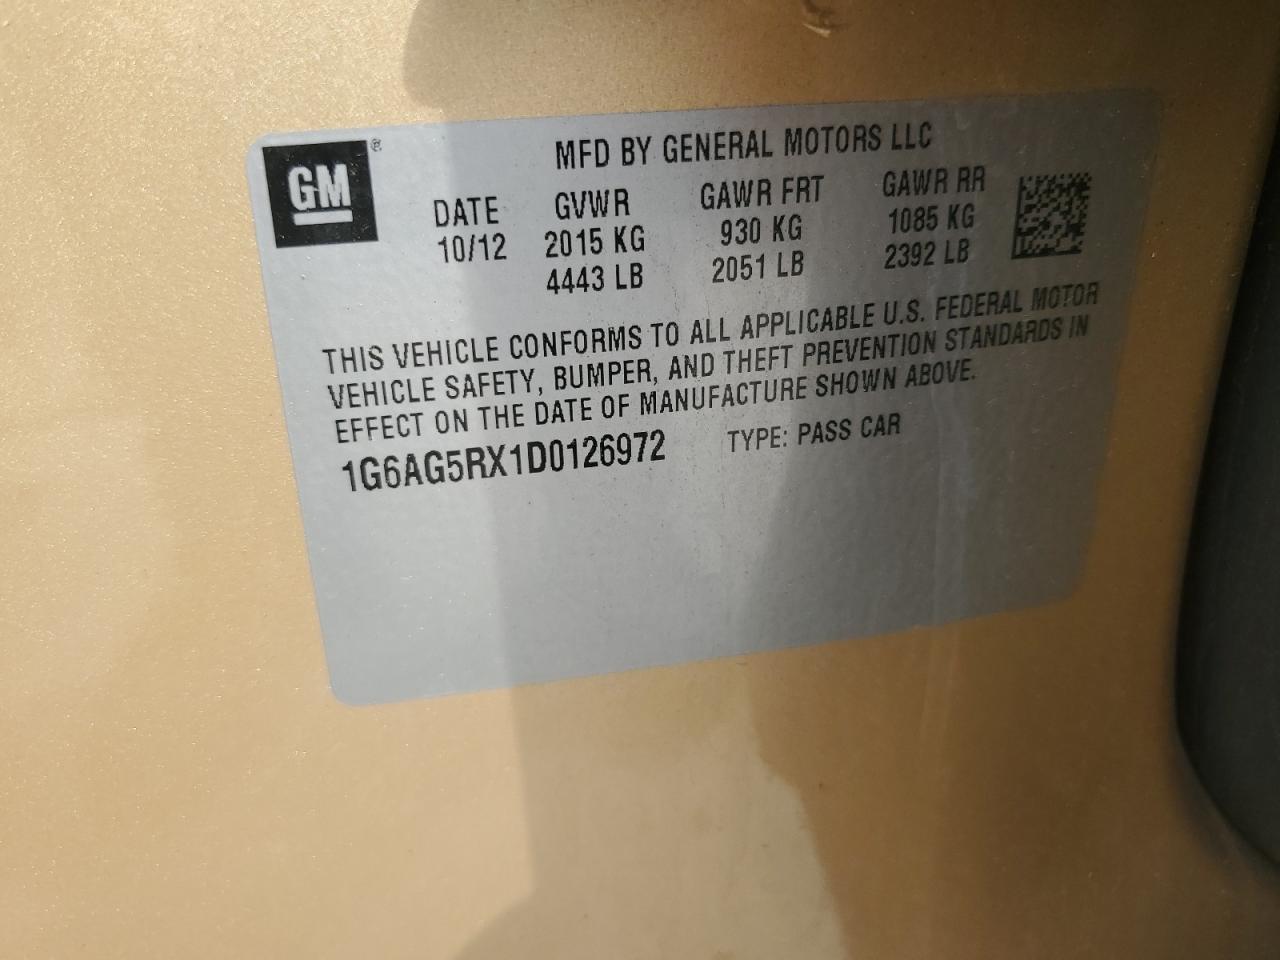 GM ®
MFD BY GENERAL MOTORS LLC
DATE GVWR GAWR FRT GAWR RR
10/12 2015 KG 930 KG 1085 KG
4443 LB 2051 LB 2392 LB
THIS VEHICLE CONFORMS TO ALL APPLICABLE U.S. FEDERAL MOTOR
VEHICLE SAFETY, BUMPER, AND THEFT PREVENTION STANDARDS IN
EFFECT ON THE DATE OF MANUFACTURE SHOWN ABOVE.
1G6AG5RX1D0126972 TYPE: PASS CAR